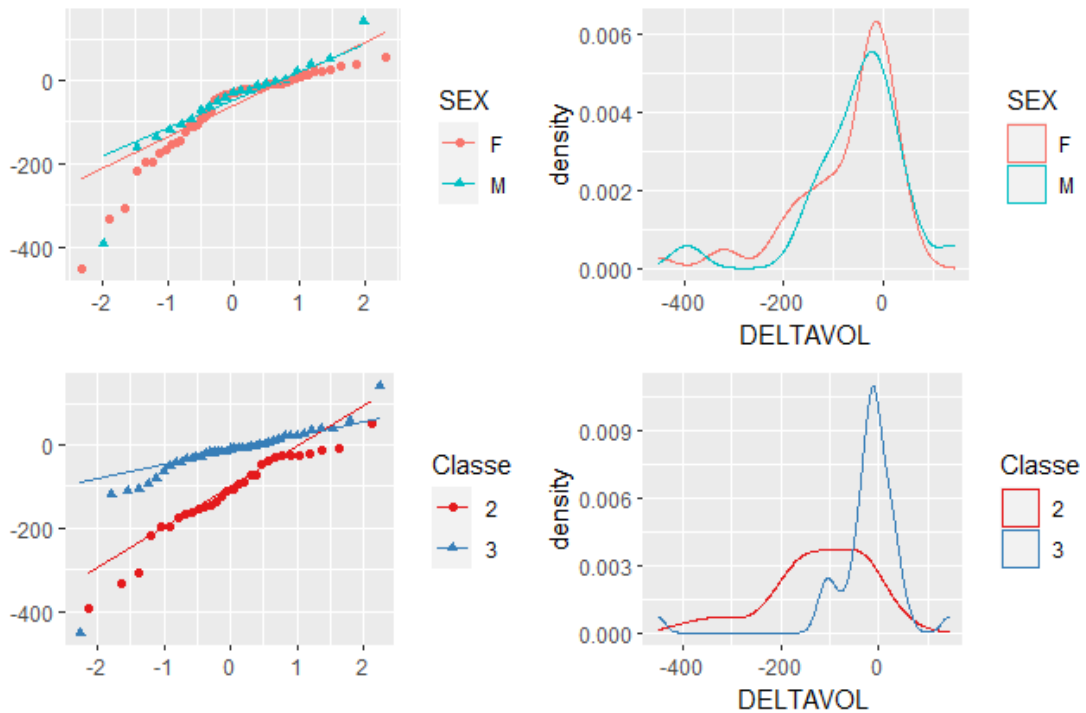 0
-200
-400
-2 -1 0 1 2
SEX
F
M
density
0.006
0.004
0.002
0.000
-400 -200 0
DELTAVOL
SEX
F
M
0
-200
-400
-2 -1 0 1 2
Classe
2
3
density
0.009
0.006
0.003
0.000
-400 -200 0
DELTAVOL
Classe
2
3